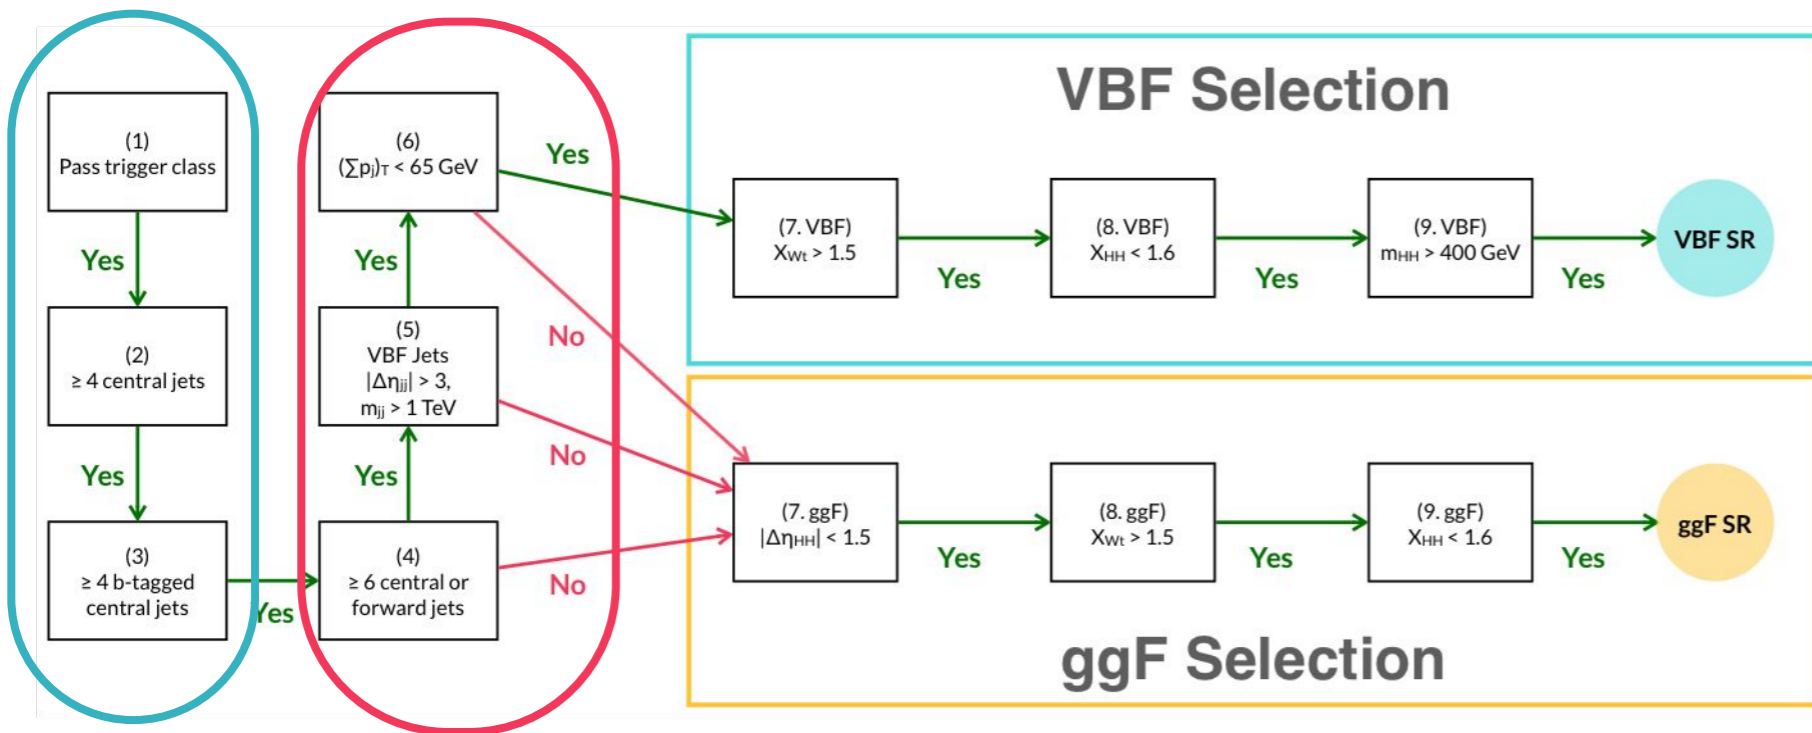 (1)
Pass trigger class
Yes
(2)
≥ 4 central jets
Yes
(3)
≥ 4 b-tagged
central jets
Yes
(4)
≥ 6 central or
forward jets
Yes
No
(5)
VBF Jets
|Δηjj| > 3,
mjj > 1 TeV
Yes
No
(6)
(∑pj)T < 65 GeV
Yes
No
VBF Selection
(7. VBF)
XWt > 1.5
Yes
(8. VBF)
XHH < 1.6
Yes
(9. VBF)
mHH > 400 GeV
Yes
VBF SR
(7. ggF)
|ΔηHH| < 1.5
Yes
(8. ggF)
XWt > 1.5
Yes
(9. ggF)
XHH < 1.6
Yes
ggF SR
ggF Selection